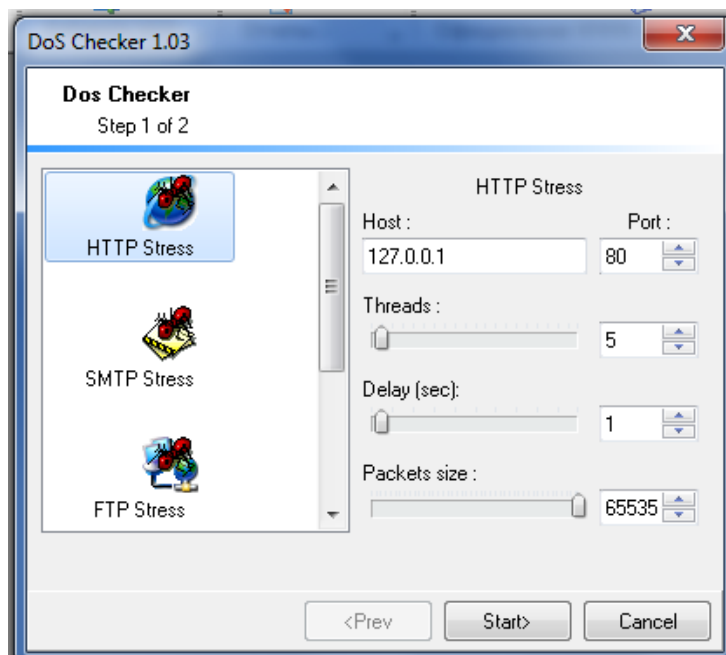 DoS Checker 1.03
Dos Checker
Step 1 of 2
HTTP Stress
SMTP Stress
FTP Stress
HTTP Stress
Host :
Port :
127.0.0.1
80
Threads :
5
Delay (sec):
1
Packets size :
65535
<Prev
Start>
Cancel